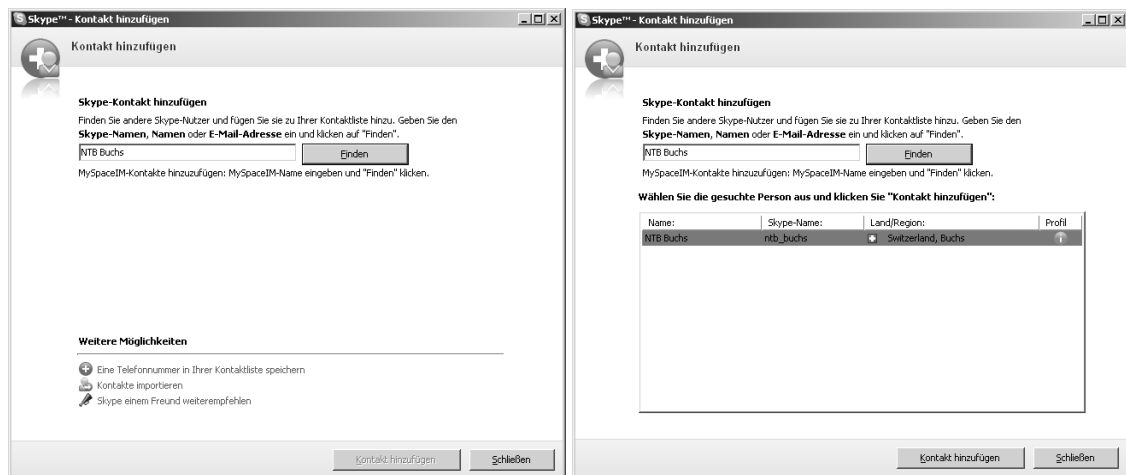 Skype™ - Kontakt hinzufügen
Kontakt hinzufügen
Skype-Kontakt hinzufügen
Finden Sie andere Skype-Nutzer und fügen Sie sie zu Ihrer Kontaktliste hinzu. Geben Sie den
Skype-Namen, Namen oder E-Mail-Adresse ein und klicken auf "Finden".
NTB Buchs
Finden
MySpaceIM-Kontakte hinzuzufügen: MySpaceIM-Name eingeben und "Finden" klicken.
Weitere Möglichkeiten
Eine Telefonnummer in Ihrer Kontaktliste speichern
Kontakte importieren
Skype einem Freund weiterempfehlen
Kontakt hinzufügen
Schließen
Skype™ - Kontakt hinzufügen
Kontakt hinzufügen
Skype-Kontakt hinzufügen
Finden Sie andere Skype-Nutzer und fügen Sie sie zu Ihrer Kontaktliste hinzu. Geben Sie den
Skype-Namen, Namen oder E-Mail-Adresse ein und klicken auf "Finden".
NTB Buchs
Finden
MySpaceIM-Kontakte hinzuzufügen: MySpaceIM-Name eingeben und "Finden" klicken.
Wählen Sie die gesuchte Person aus und klicken Sie "Kontakt hinzufügen":
Name: Skype-Name: Land/Region: Profil
NTB Buchs ntb_buchs Switzerland, Buchs
Kontakt hinzufügen
Schließen